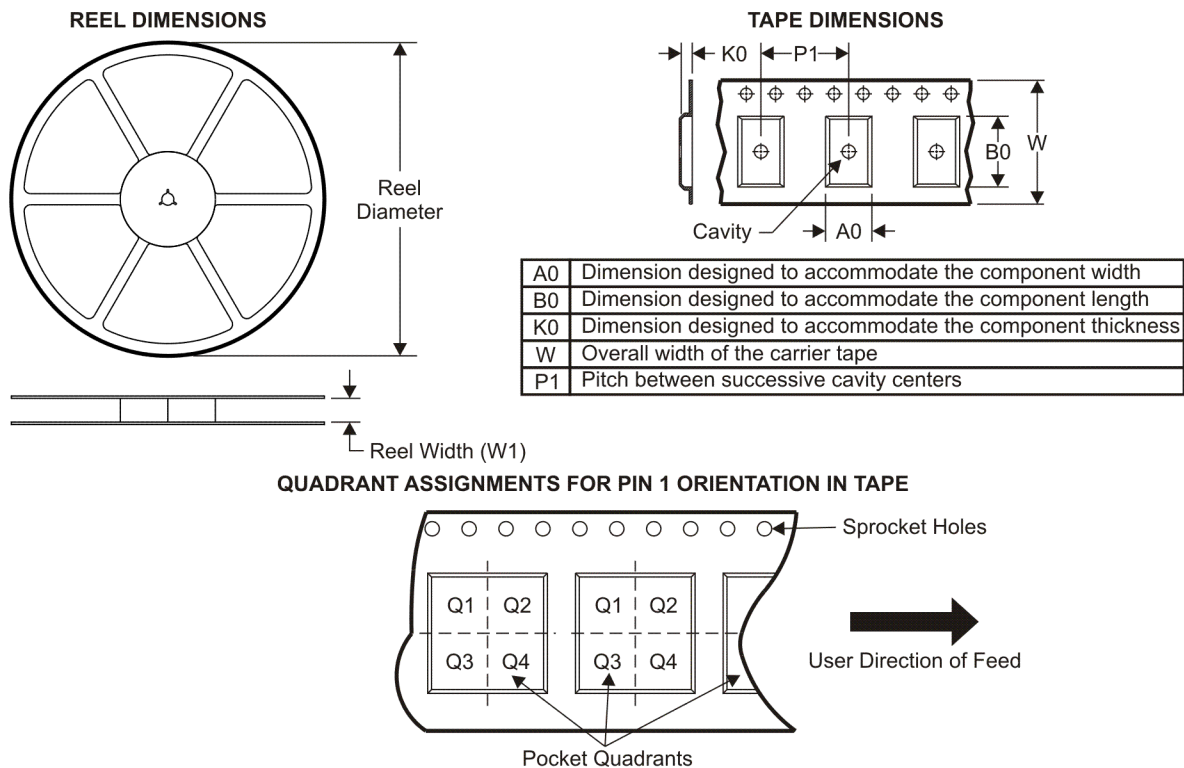 REEL DIMENSIONS
Reel
Diameter
Reel Width (W1)
TAPE DIMENSIONS
K0
P1
B0
W
Cavity
A0
A0 Dimension designed to accommodate the component width
B0 Dimension designed to accommodate the component length
K0 Dimension designed to accommodate the component thickness
W Overall width of the carrier tape
P1 Pitch between successive cavity centers
QUADRANT ASSIGNMENTS FOR PIN 1 ORIENTATION IN TAPE
Sprocket Holes
Q1 Q2 Q1 Q2
Q3 Q4 Q3 Q4
User Direction of Feed
Pocket Quadrants